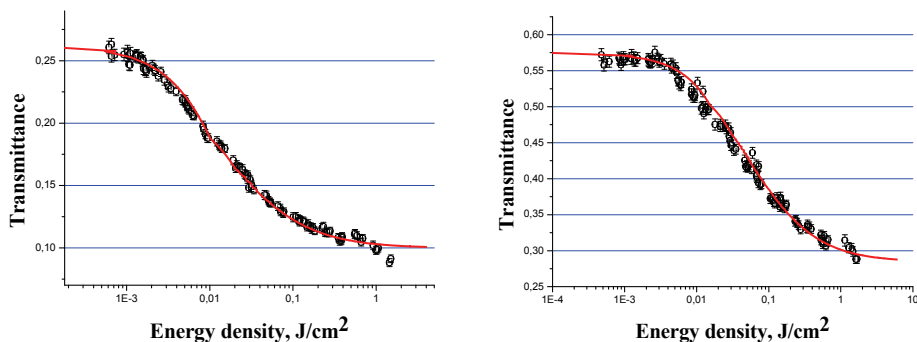 0,25
0,20
0,15
0,10
Transmittance
1E-3 0,01 0,1 1
Energy density, J/cm²
0,60
0,55
0,50
0,45
0,40
0,35
0,30
0,25
Transmittance
1E-4 1E-3 0,01 0,1 1 10
Energy density, J/cm²